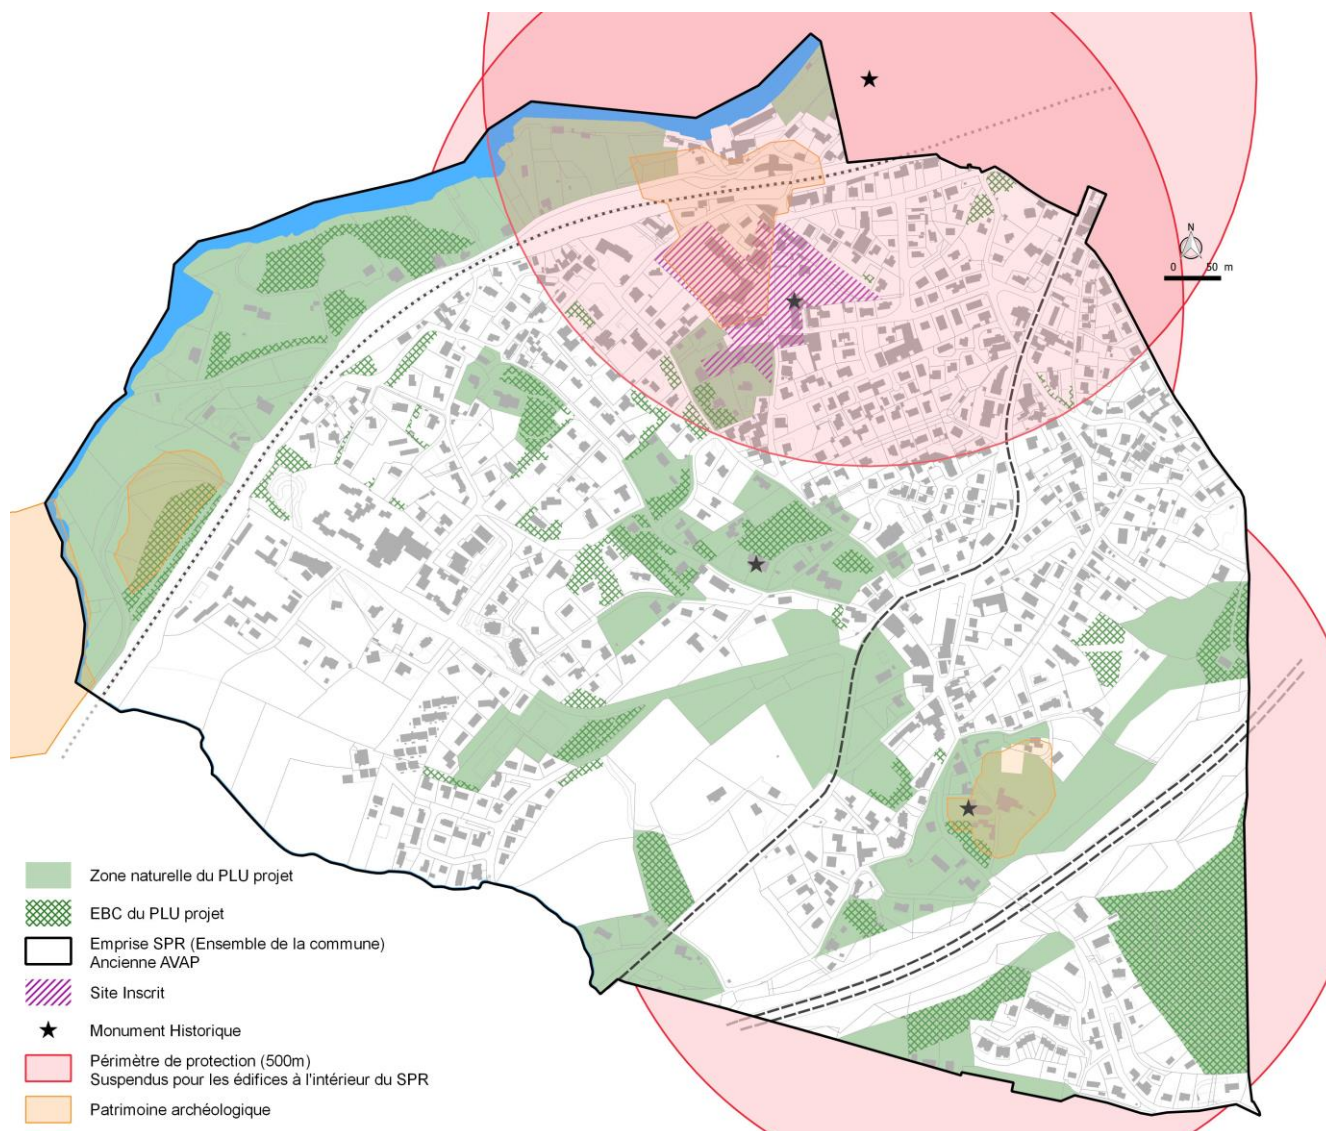 N
0 50 m
Zone naturelle du PLU projet
EBC du PLU projet
Emprise SPR (Ensemble de la commune)
Ancienne AVAP
Site Inscrit
Monument Historique
Périmètre de protection (500m)
Suspendus pour les édifices à l'intérieur du SPR
Patrimoine archéologique